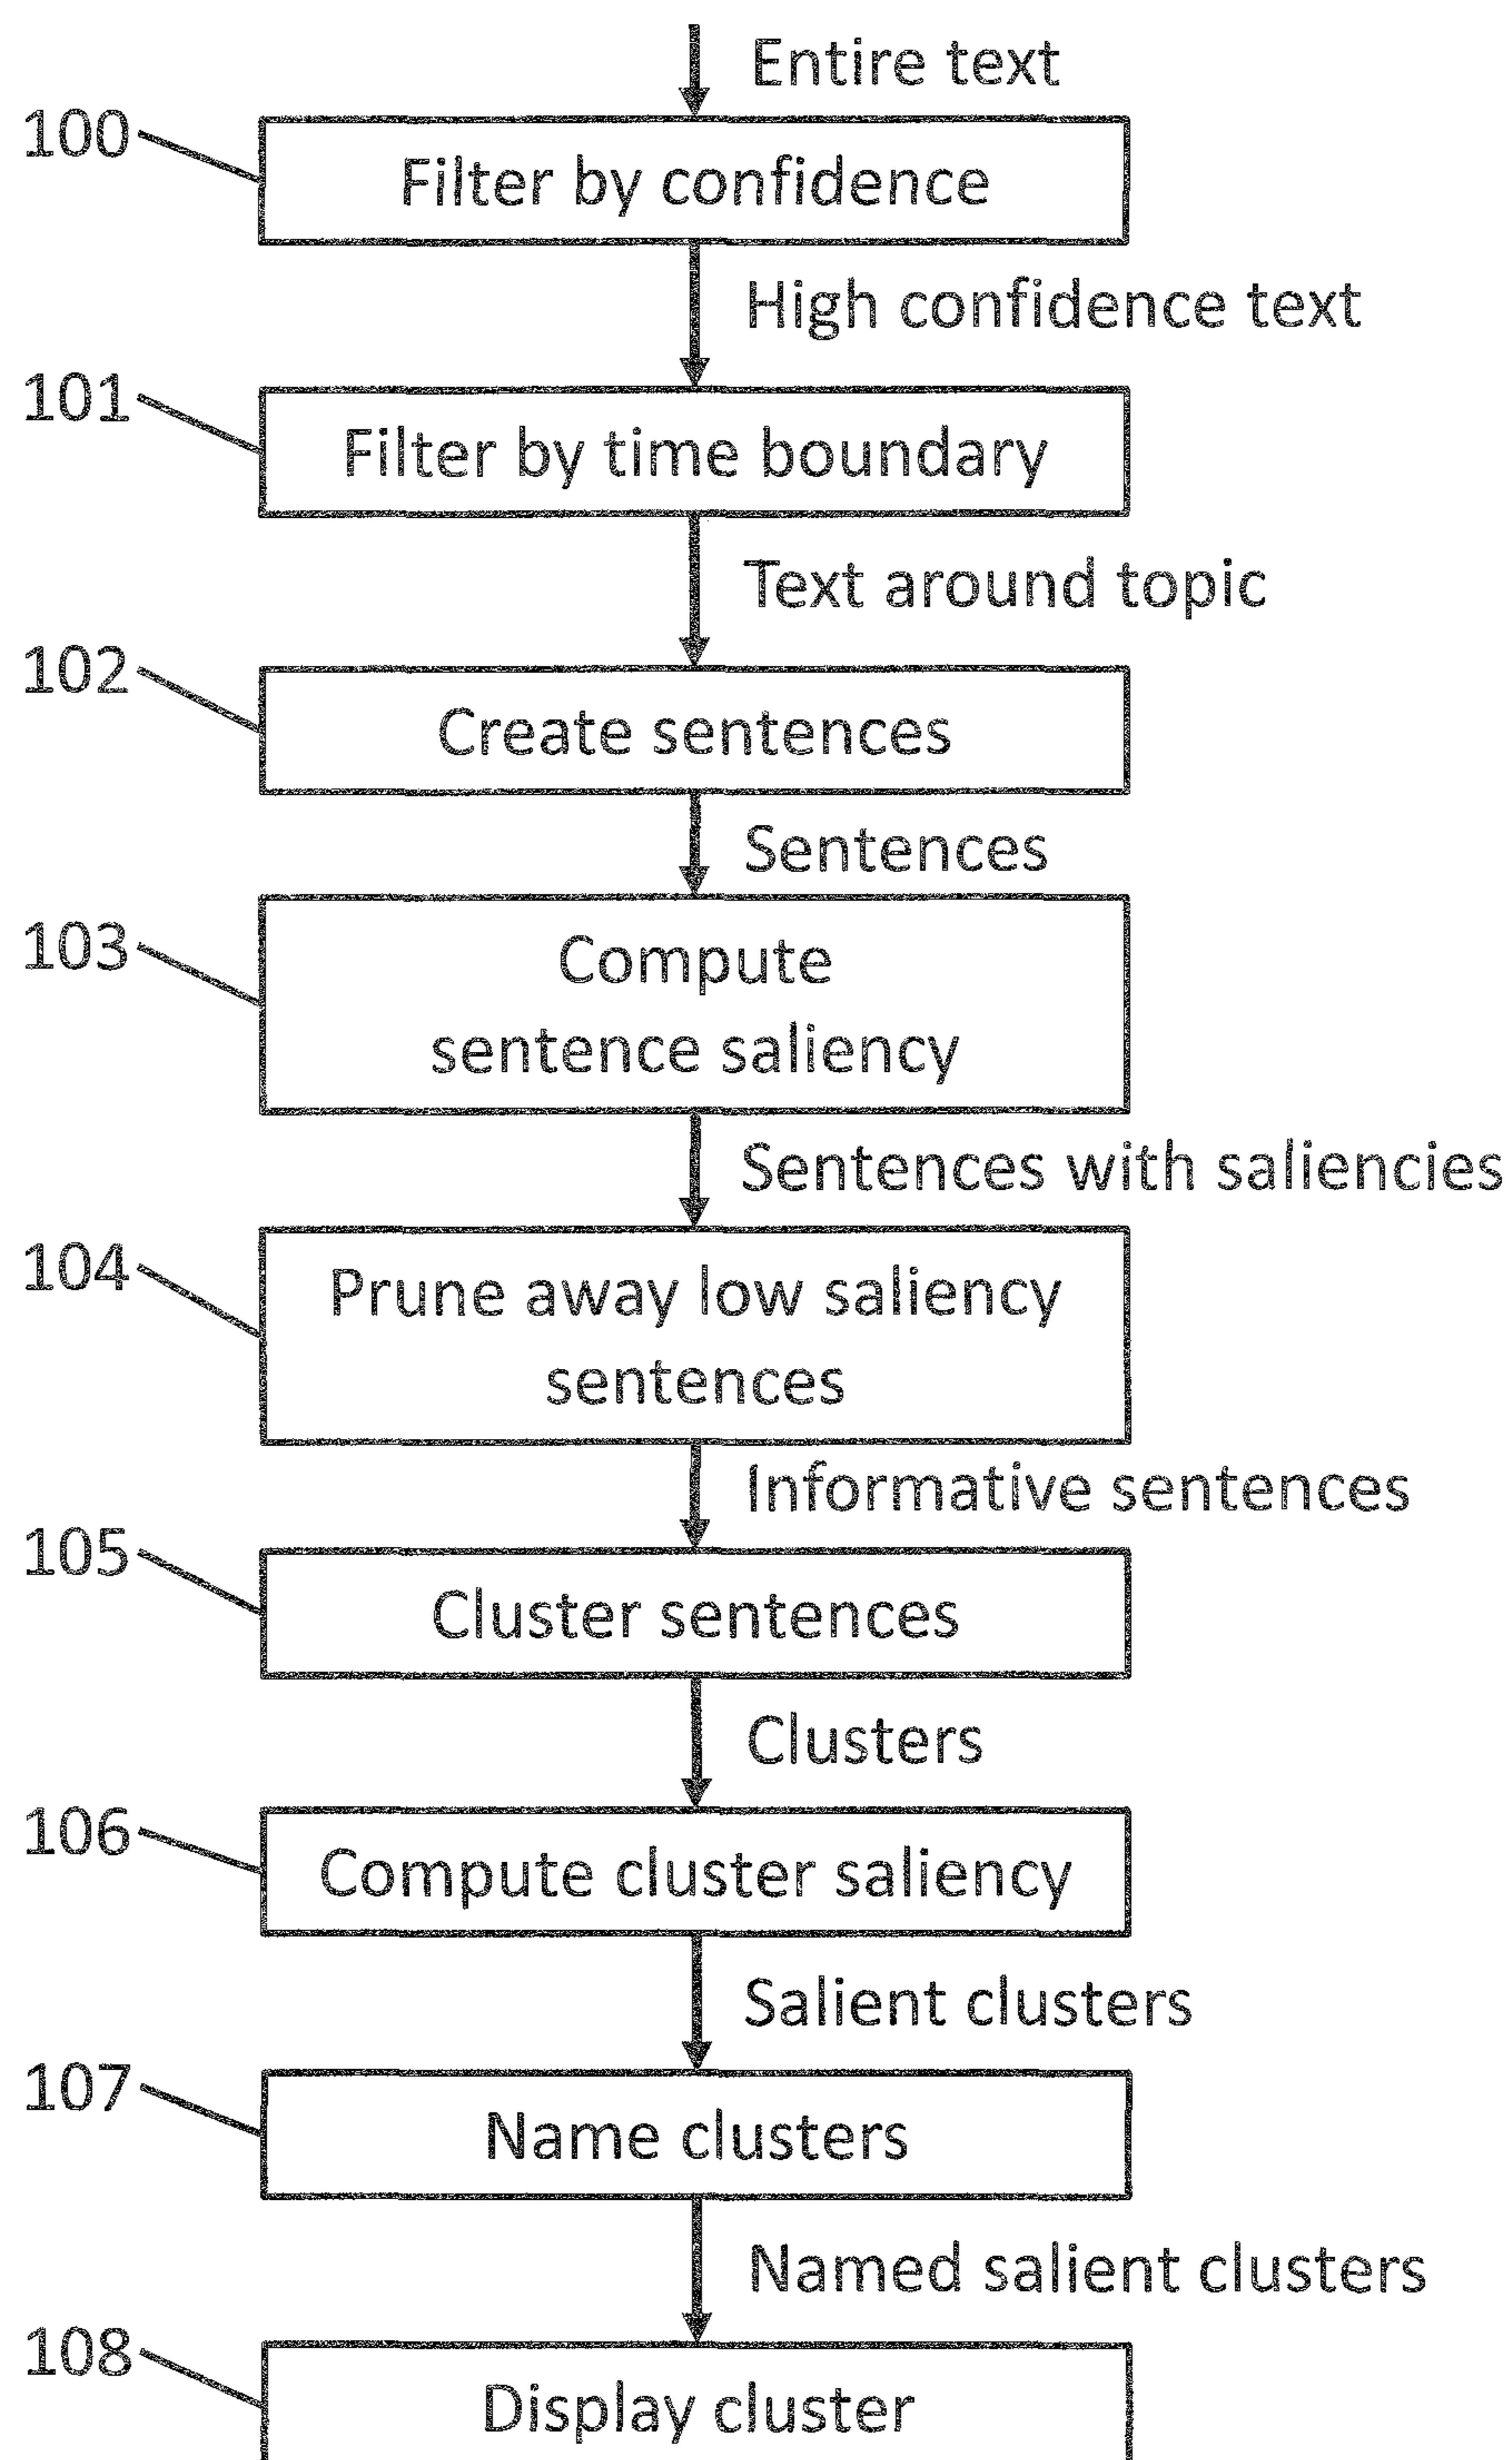 Entire text
100
Filter by confidence
High confidence text
101
Filter by time boundary
Text around topic
102
Create sentences
Sentences
103
Compute
sentence saliency
Sentences with saliencies
104
Prune away low saliency
sentences
Informative sentences
105
Cluster sentences
Clusters
106
Compute cluster saliency
Salient clusters
107
Name clusters
Named salient clusters
108
Display cluster